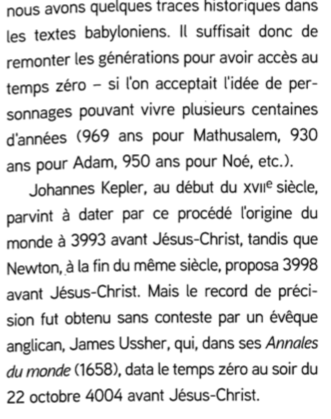 nous avons quelques traces historiques dans
les textes babyloniens. Il suffisait donc de
remonter les générations pour avoir accès au
temps zéro – si l'on acceptait l'idée de per-
sonnages pouvant vivre plusieurs centaines
d'années (969 ans pour Mathusalem, 930
ans pour Adam, 950 ans pour Noé, etc.).
Johannes Kepler, au début du XVIIe siècle,
parvint à dater par ce procédé l'origine du
monde à 3993 avant Jésus-Christ, tandis que
Newton, à la fin du même siècle, proposa 3998
avant Jésus-Christ. Mais le record de préci-
sion fut obtenu sans conteste par un évêque
anglican, James Ussher, qui, dans ses Annales
du monde (1658), data le temps zéro au soir du
22 octobre 4004 avant Jésus-Christ.